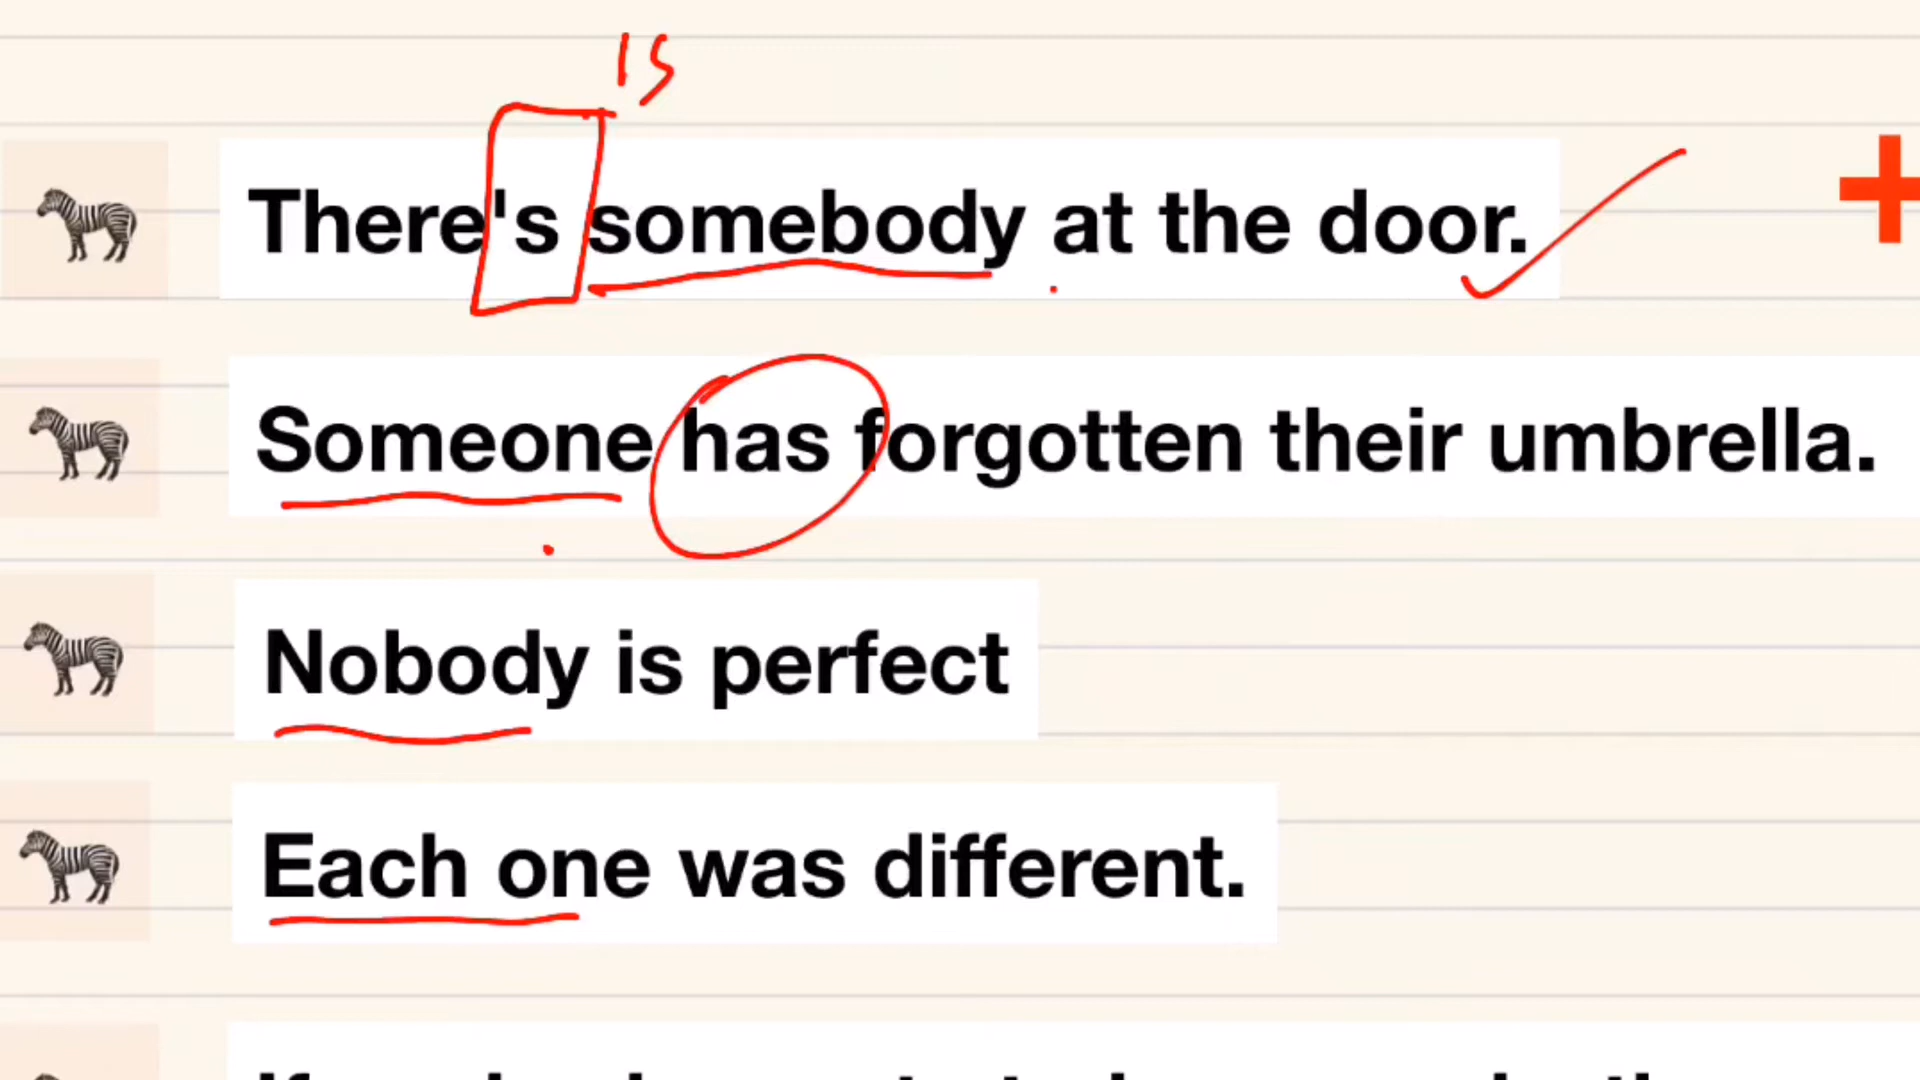 is
There's somebody at the door.
Someone has forgotten their umbrella.
Nobody is perfect
Each one was different.